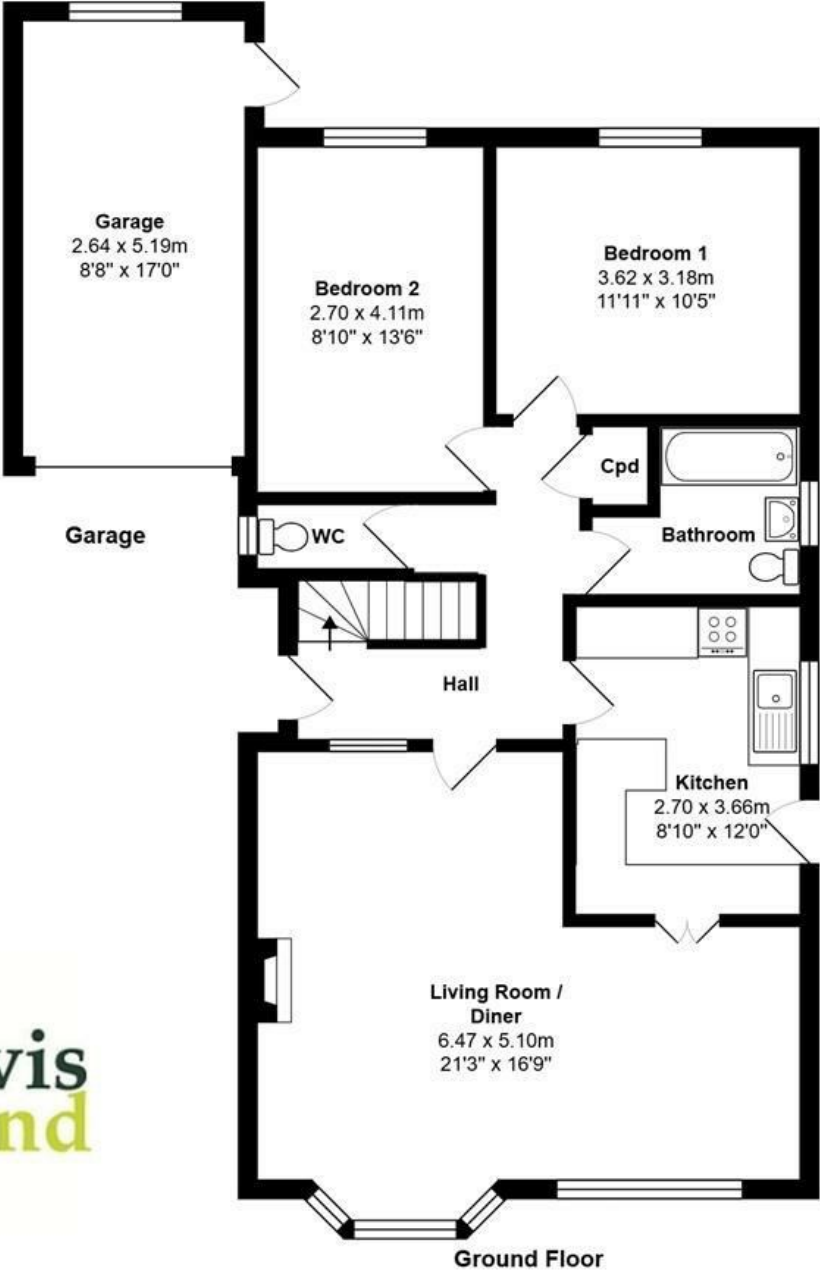 Garage
2.64 x 5.19m
8'8" x 17'0"
Bedroom 2
2.70 x 4.11m
8'10" x 13'6"
Bedroom 1
3.62 x 3.18m
11'11" x 10'5"
Cpd
Garage
WC
Bathroom
Hall
Kitchen
2.70 x 3.66m
8'10" x 12'0"
Living Room /
Diner
6.47 x 5.10m
21'3" x 16'9"
vis
nd
Ground Floor